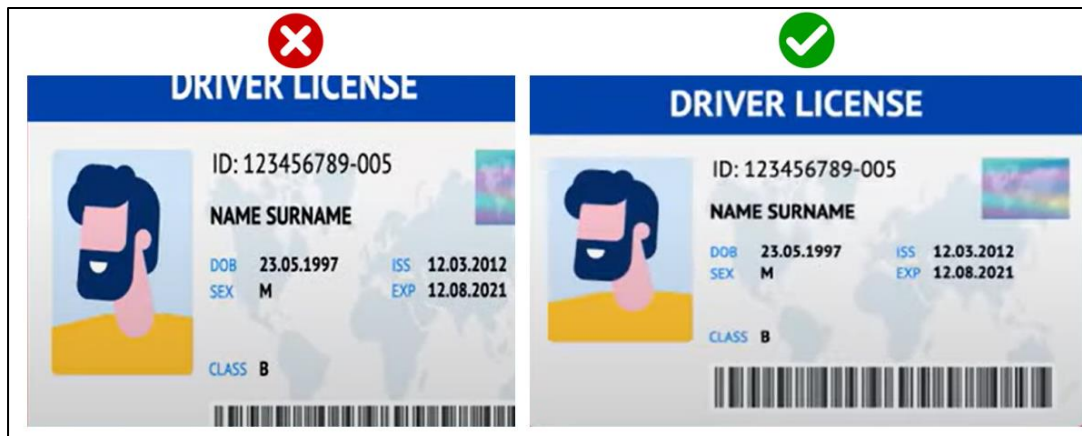 DRIVER LICENSE
ID: 123456789-005
NAME SURNAME
DOB 23.05.1997 ISS 12.03.2012
SEX M EXP 12.08.2021
CLASS B
DRIVER LICENSE
ID: 123456789-005
NAME SURNAME
DOB 23.05.1997 ISS 12.03.2012
SEX M EXP 12.08.2021
CLASS B